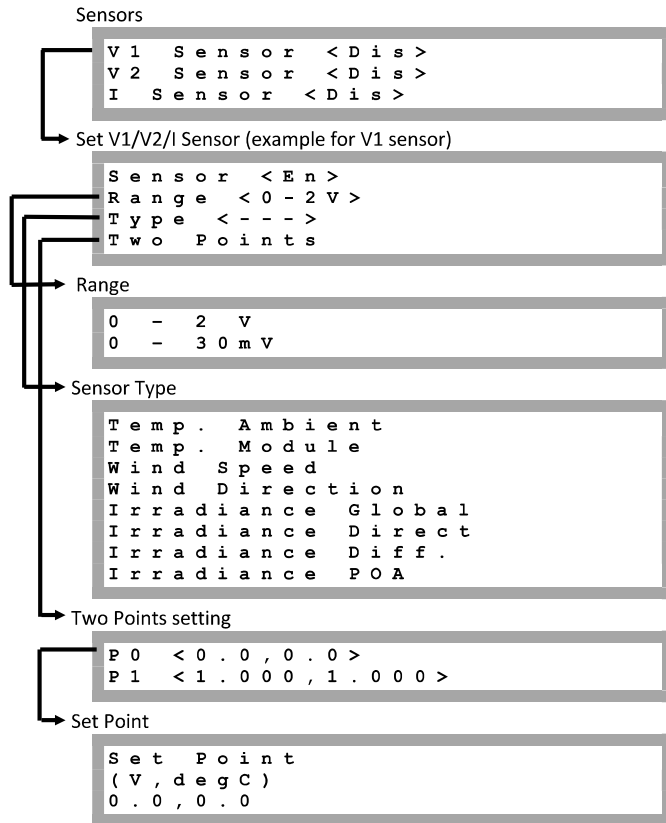 Sensors
V1 Sensor <Dis>
V2 Sensor <Dis>
I Sensor <Dis>
Set V1/V2/I Sensor (example for V1 sensor)
Sensor <En>
Range <0-2V>
Type <--->
Two Points
Range
0 - 2 V
0 - 30mV
Sensor Type
Temp. Ambient
Temp. Module
Wind Speed
Wind Direction
Irradiance Global
Irradiance Direct
Irradiance Diff.
Irradiance POA
Two Points setting
P0 <0.0,0.0>
P1 <1.000,1.000>
Set Point
Set Point
(V,degC)
0.0,0.0